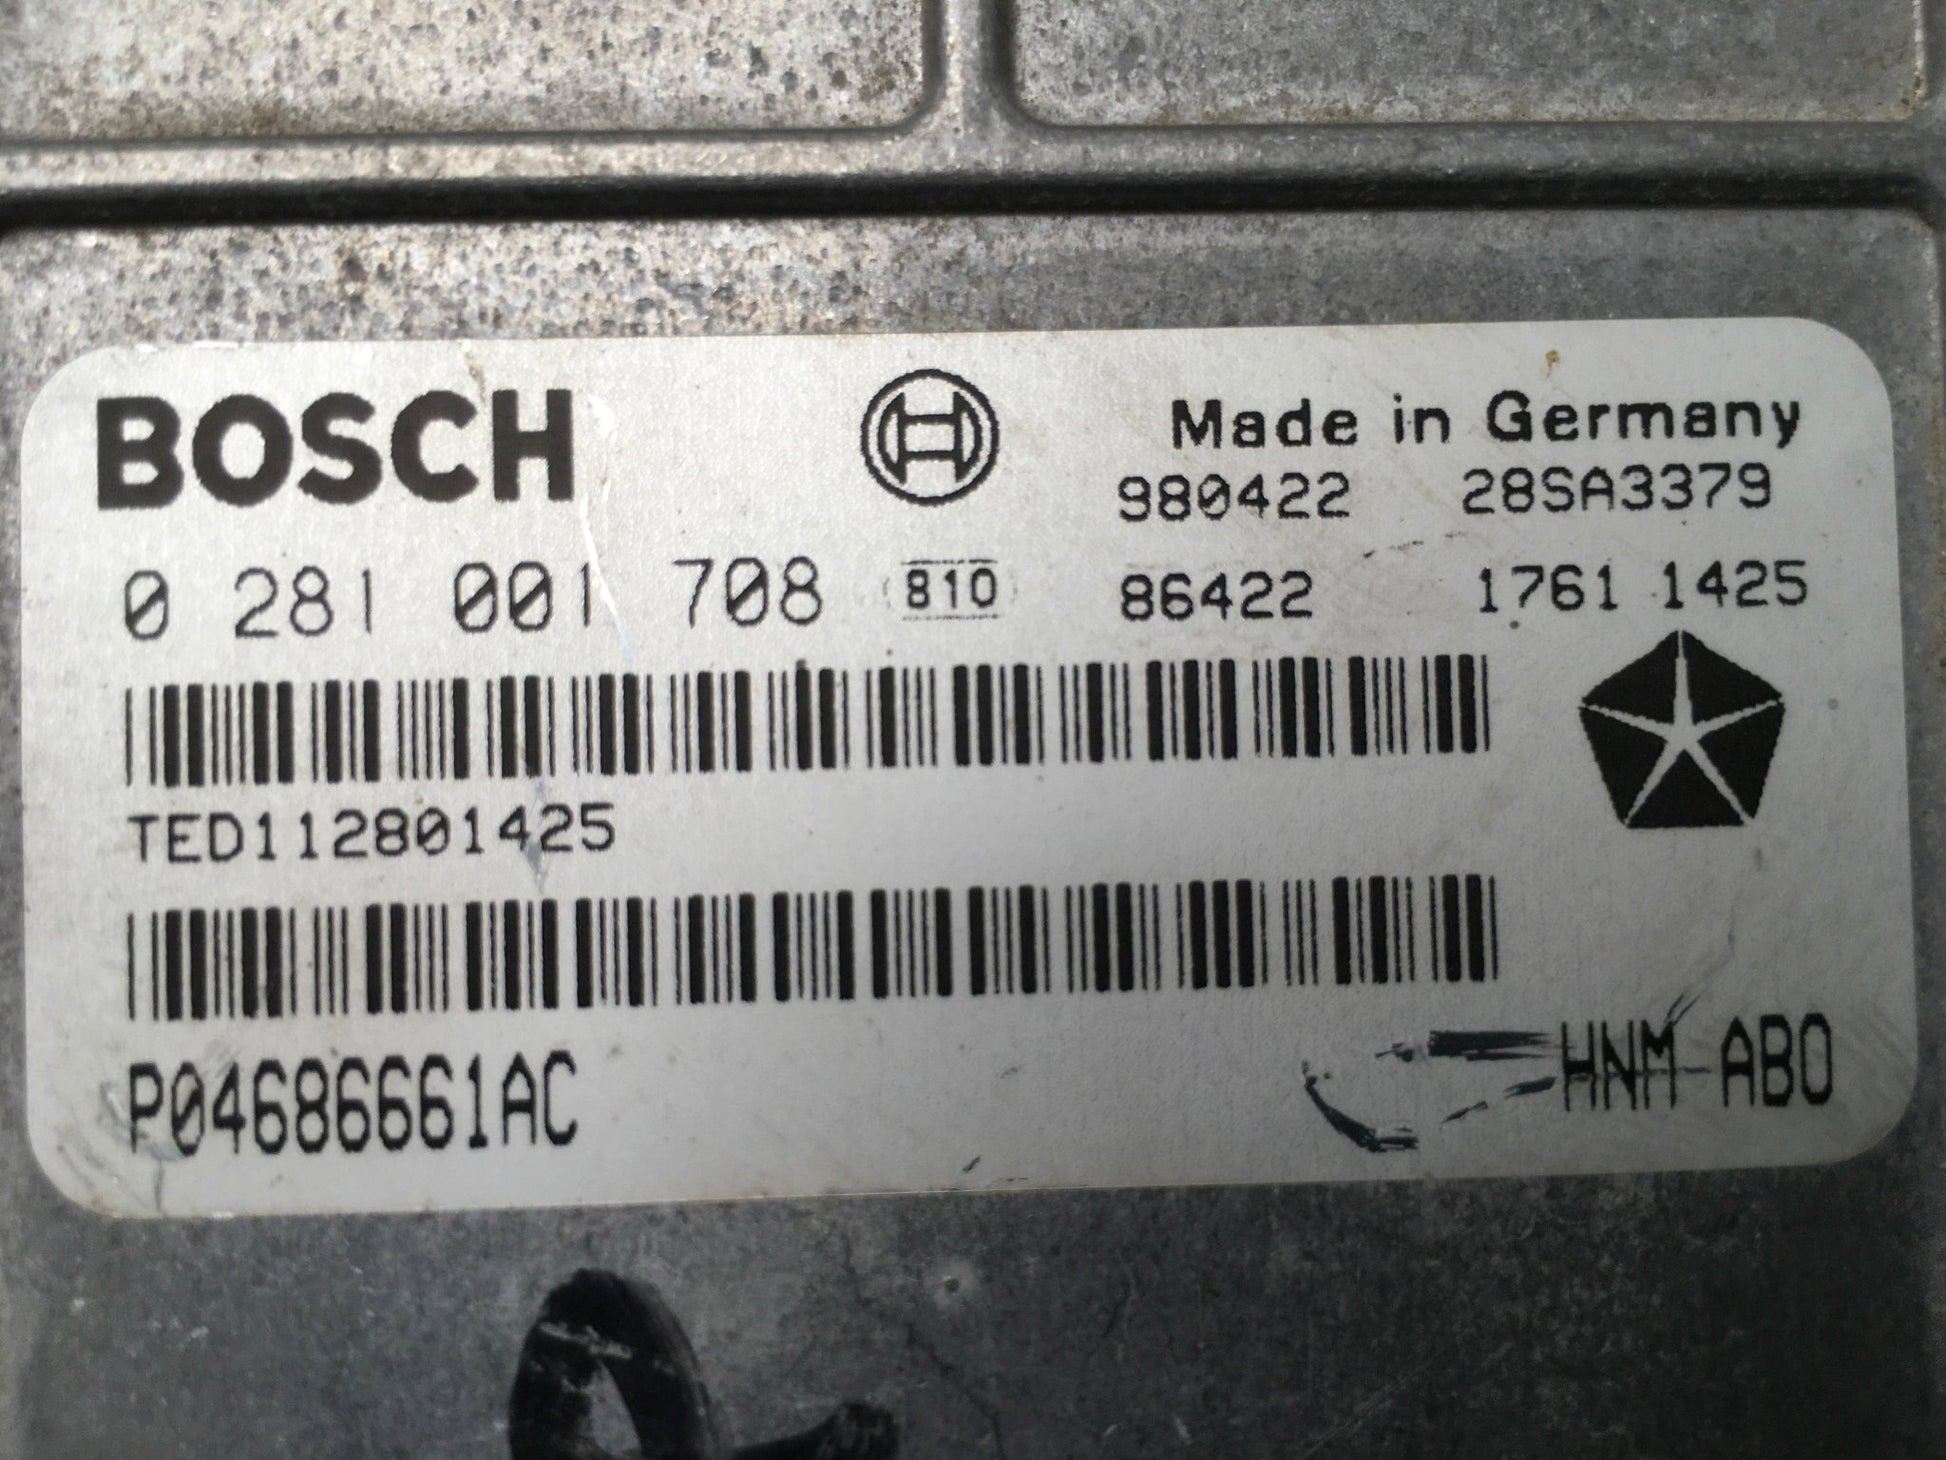 BOSCH Made in Germany
980422 28SA3379
0 281 001 708 810 86422 1761 1425
TED112801425
P04686661AC HNM-ABO